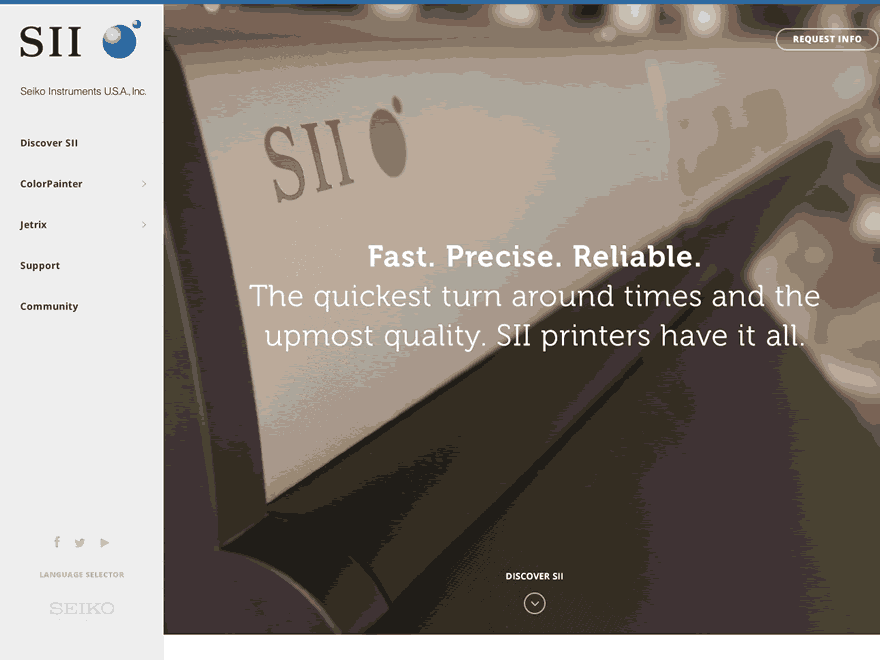 SII
Seiko Instruments U.S.A., Inc.
Discover SII
ColorPainter
Jetrix
Support
Community
LANGUAGE SELECTOR
SEIKO
REQUEST INFO
SII
Fast. Precise. Reliable.
The quickest turn around times and the
upmost quality. SII printers have it all.
DISCOVER SII